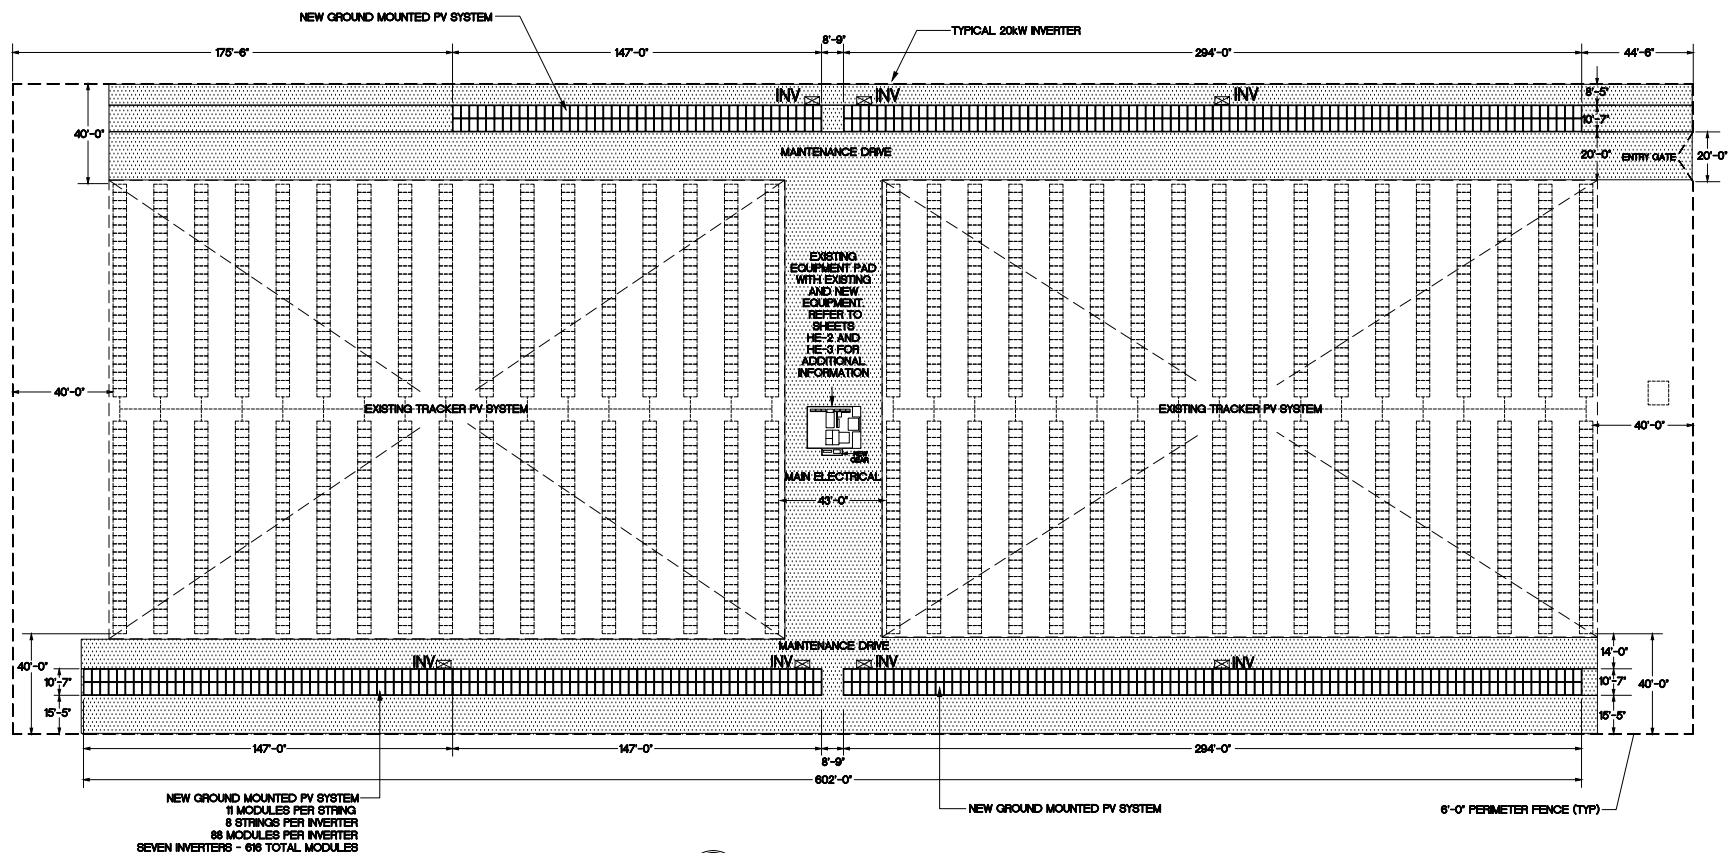 NEW GROUND MOUNTED PV SYSTEM
TYPICAL 20kW INVERTER
175'-6"
147'-0"
8'-9"
294'-0"
44'-6"
INV
INV
INV
8'-5"
10'-7"
40'-0"
MAINTENANCE DRIVE
20'-0"
ENTRY GATE
20'-0"
EXISTING
EQUIPMENT PAD
WITH EXISTING
AND NEW
EQUIPMENT.
REFER TO
SHEETS
HE-2 AND
HE-3 FOR
ADDITIONAL
INFORMATION
40'-0"
EXISTING TRACKER PV SYSTEM
EXISTING TRACKER PV SYSTEM
40'-0"
NEW
GEAR
MAIN ELECTRICAL
43'-0"
MAINTENANCE DRIVE
14'-0"
40'-0"
INV
INV
INV
INV
10'-7"
10'-7"
40'-0"
15'-5"
15'-5"
147'-0"
147'-0"
8'-9"
294'-0"
602'-0"
NEW GROUND MOUNTED PV SYSTEM
11 MODULES PER STRING
8 STRINGS PER INVERTER
88 MODULES PER INVERTER
SEVEN INVERTERS - 616 TOTAL MODULES
NEW GROUND MOUNTED PV SYSTEM
6'-0" PERIMETER FENCE (TYP)